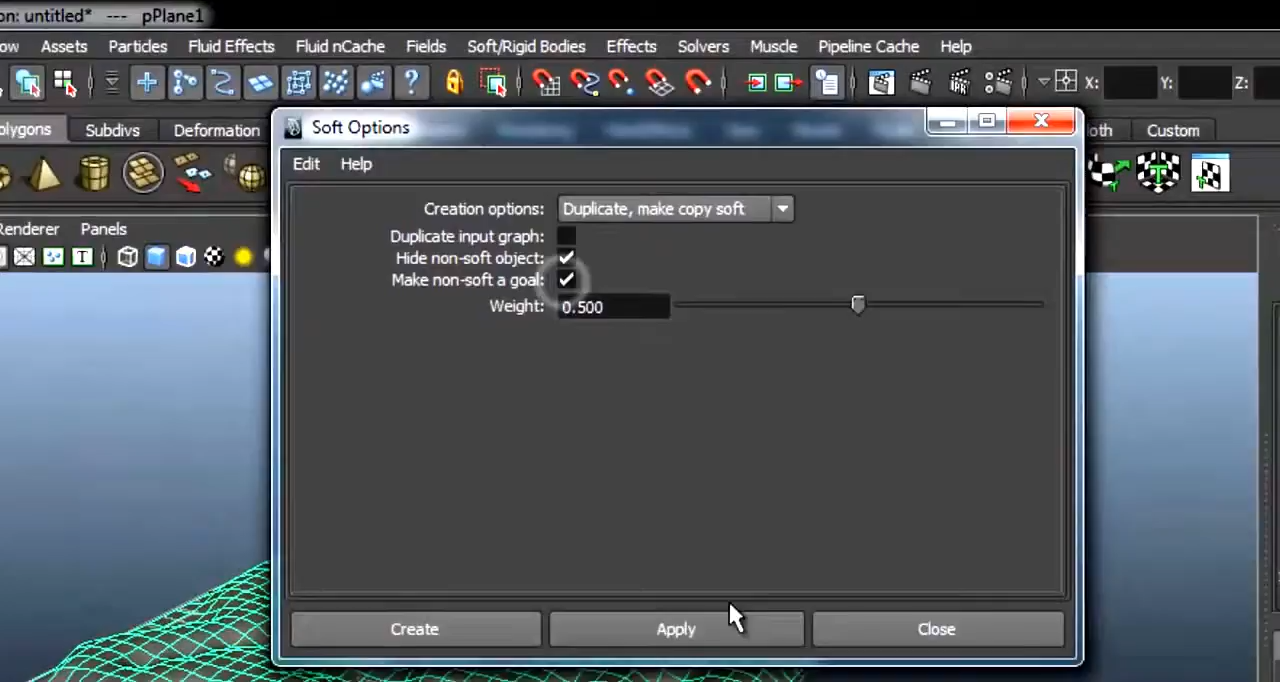 on: untitled* --- pPlane1
ow Assets Particles Fluid Effects Fluid nCache Fields Soft/Rigid Bodies Effects Solvers Muscle Pipeline Cache Help
? IPR X: Y: Z:
olygons Subdivs Deformation loth Custom
Soft Options
Edit Help
T
Renderer Panels
T
Creation options: Duplicate, make copy soft
Duplicate input graph:
Hide non-soft object:
Make non-soft a goal:
Weight: 0.500
Create Apply Close